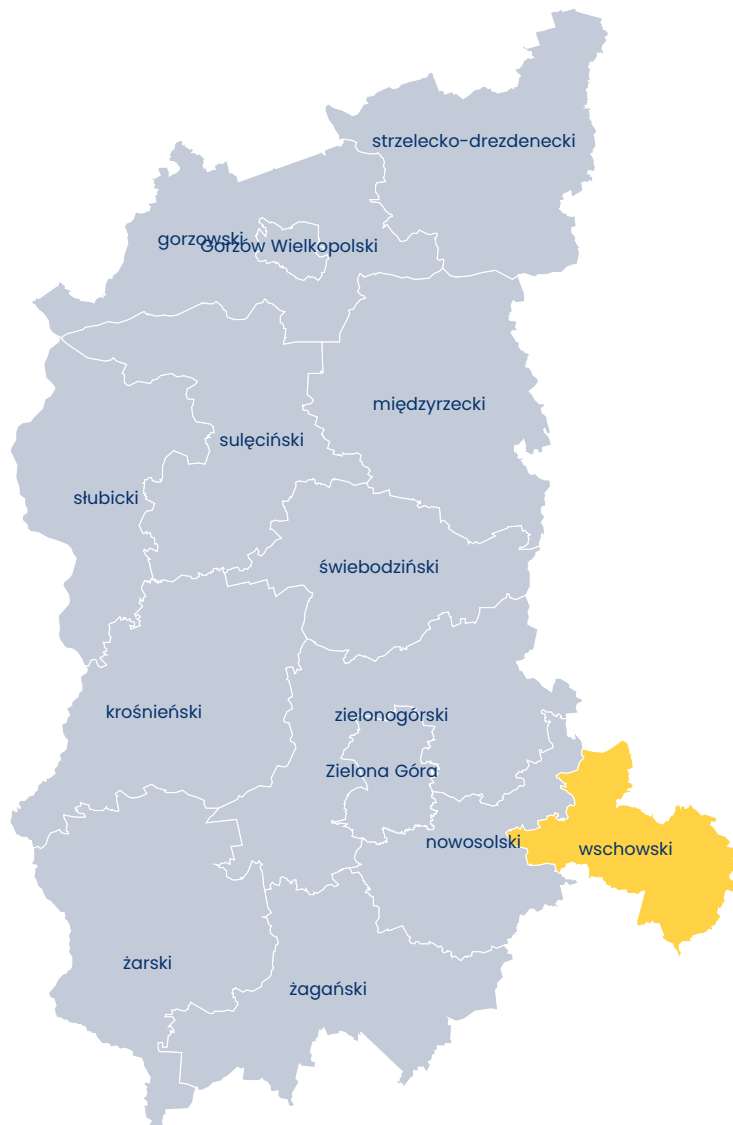 strzelecko-drezdenecki
gorzowski
Gorzów Wielkopolski
międzyrzecki
sulęciński
słubicki
świebodziński
krośnieński
zielonogórski
Zielona Góra
nowosolski
wschowski
żarski
żagański